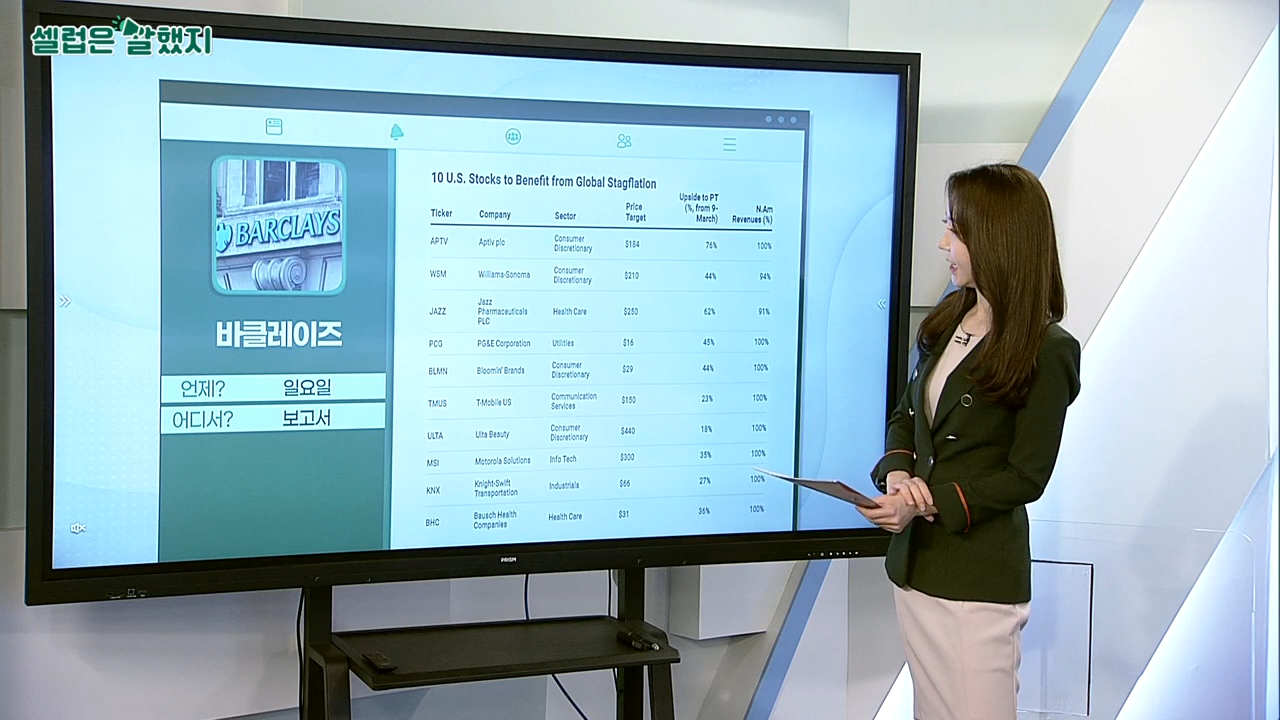 셀럽은 말했지
BARCLAYS
바클레이즈
언제? 일요일
어디서? 보고서
10 U.S. Stocks to Benefit from Global Stagflation
Ticker Company Sector Price Target Upside to PT (%, from 9-March) N.Am Revenues (%)
APTV Aptiv plc Consumer Discretionary $184 76% 100%
WSM Williams-Sonoma Consumer Discretionary $210 44% 94%
JAZZ Jazz Pharmaceuticals PLC Health Care $250 62% 91%
PCG PG&E Corporation Utilities $16 45% 100%
BLMN Bloomin' Brands Consumer Discretionary $29 44% 100%
TMUS T-Mobile US Communication Services $150 23% 100%
ULTA Ulta Beauty Consumer Discretionary $440 18% 100%
MSI Motorola Solutions Info Tech $300 35% 100%
KNX Knight-Swift Transportation Industrials $66 27% 100%
BHC Bausch Health Companies Health Care $31 36% 100%
PRISM